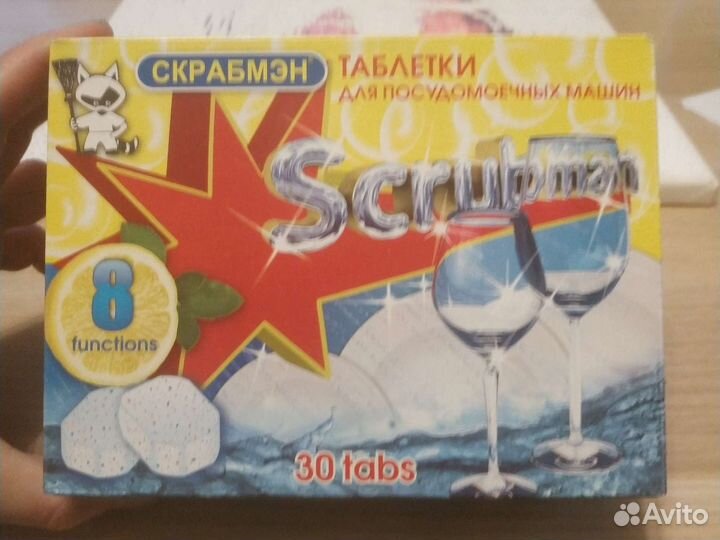 СКРАБМЭН
ТАБЛЕТКИ
ДЛЯ ПОСУДОМОЕЧНЫХ МАШИН
Scrubman
8
functions
30 tabs
Avito